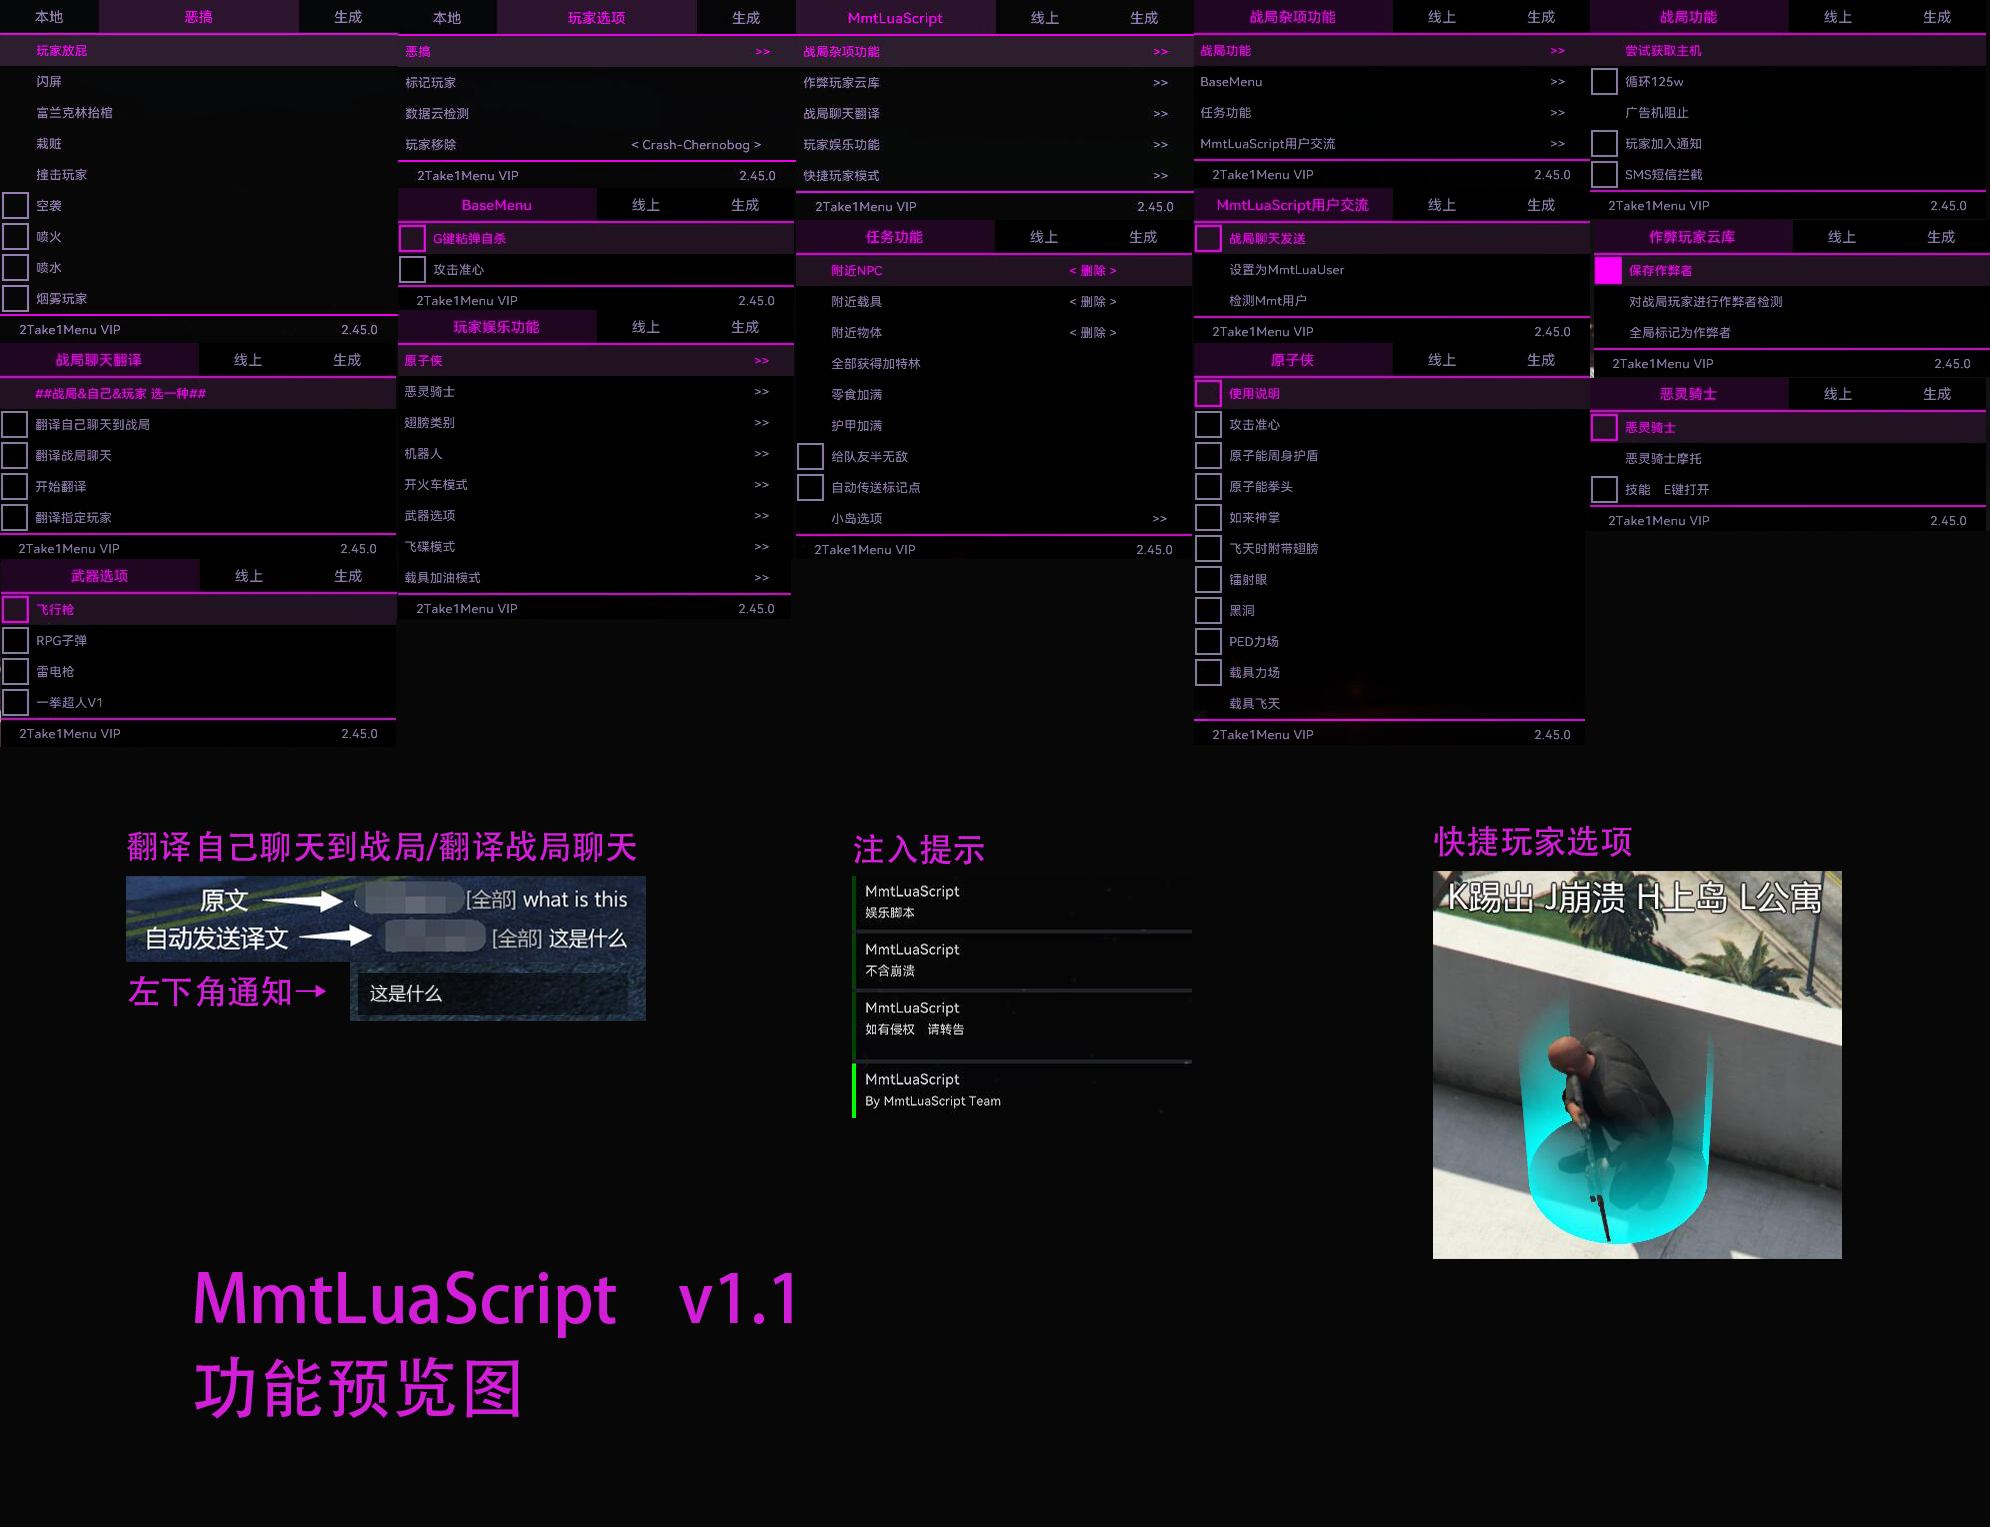 本地 恶搞 生成
玩家放屁
闪屏
富兰克林抬棺
栽赃
撞击玩家
空袭
喷火
喷水
烟雾玩家
2Take1Menu VIP 2.45.0
战局聊天翻译 线上 生成
##战局&自己&玩家 选一种##
翻译自己聊天到战局
翻译战局聊天
开始翻译
翻译指定玩家
2Take1Menu VIP 2.45.0
武器选项 线上 生成
飞行枪
RPG子弹
雷电枪
一拳超人V1
2Take1Menu VIP 2.45.0
本地 玩家选项 生成
恶搞 >>
标记玩家
数据云检测
玩家移除 < Crash-Chernobog >
2Take1Menu VIP 2.45.0
BaseMenu 线上 生成
G键粘弹自杀
攻击准心
2Take1Menu VIP 2.45.0
玩家娱乐功能 线上 生成
原子侠 >>
恶灵骑士 >>
翅膀类别 >>
机器人 >>
开火车模式 >>
武器选项 >>
飞碟模式 >>
载具加油模式 >>
2Take1Menu VIP 2.45.0
MmtLuaScript 线上 生成
战局杂项功能 >>
作弊玩家云库 >>
战局聊天翻译 >>
玩家娱乐功能 >>
快捷玩家模式 >>
2Take1Menu VIP 2.45.0
任务功能 线上 生成
附近NPC < 删除 >
附近载具 < 删除 >
附近物体 < 删除 >
全部获得加特林
零食加满
护甲加满
给队友半无敌
自动传送标记点
小岛选项 >>
2Take1Menu VIP 2.45.0
战局杂项功能 线上 生成
战局功能 >>
BaseMenu >>
任务功能 >>
MmtLuaScript用户交流 >>
2Take1Menu VIP 2.45.0
MmtLuaScript用户交流 线上 生成
战局聊天发送
设置为MmtLuaUser
检测Mmt用户
2Take1Menu VIP 2.45.0
原子侠 线上 生成
使用说明
攻击准心
原子能周身护盾
原子能拳头
如来神掌
飞天时附带翅膀
镭射眼
黑洞
PED力场
载具力场
载具飞天
2Take1Menu VIP 2.45.0
战局功能 线上 生成
尝试获取主机
循环125w
广告机阻止
玩家加入通知
SMS短信拦截
2Take1Menu VIP 2.45.0
作弊玩家云库 线上 生成
保存作弊者
对战局玩家进行作弊者检测
全局标记为作弊者
2Take1Menu VIP 2.45.0
恶灵骑士 线上 生成
恶灵骑士
恶灵骑士摩托
技能 E键打开
2Take1Menu VIP 2.45.0
翻译自己聊天到战局/翻译战局聊天
原文 [全部] what is this
自动发送译文 [全部] 这是什么
左下角通知→ 这是什么
注入提示
MmtLuaScript
娱乐脚本
MmtLuaScript
不含崩溃
MmtLuaScript
如有侵权 请转告
MmtLuaScript
By MmtLuaScript Team
快捷玩家选项
K踢出 J崩溃 H上岛 L公寓
MmtLuaScript v1.1
功能预览图